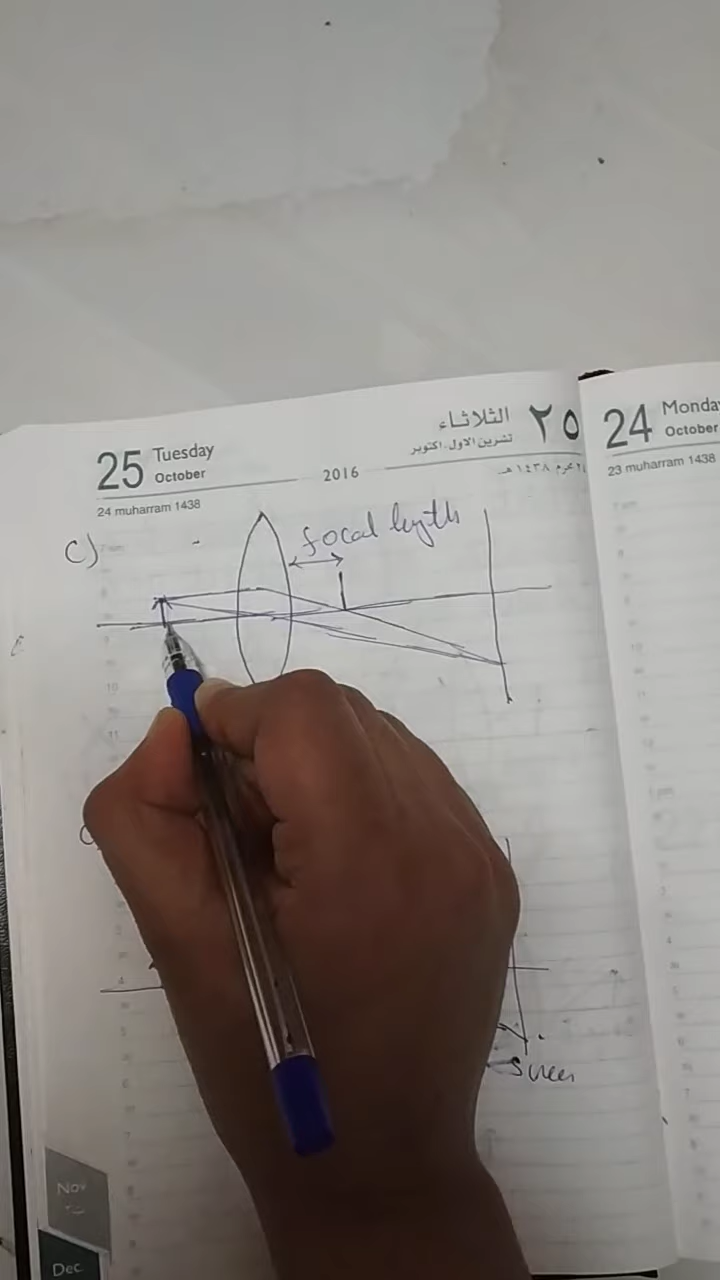 الثلاثاء ٢٥
تشرين الاول. اكتوبر
25 Tuesday
October
2016
24 muharram 1438
24 Monda
October
23 muharram 1438
C) focal length
Screen
Nov
Dec